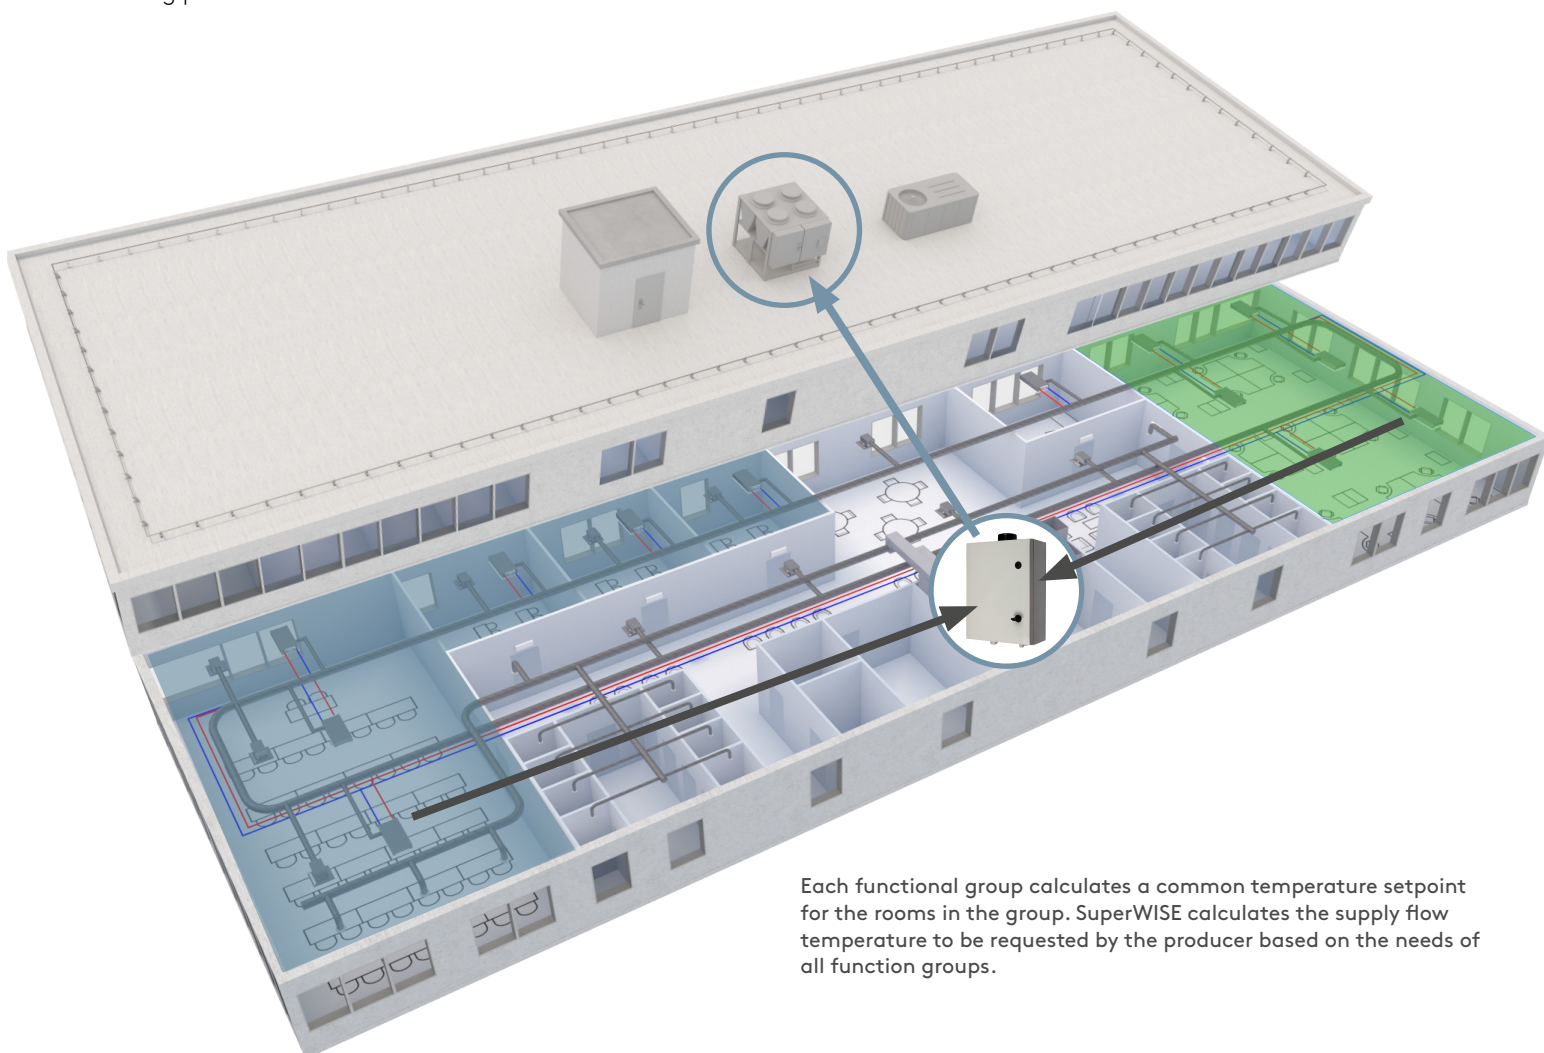 Each functional group calculates a common temperature setpoint
for the rooms in the group. SuperWISE calculates the supply flow
temperature to be requested by the producer based on the needs of
all function groups.